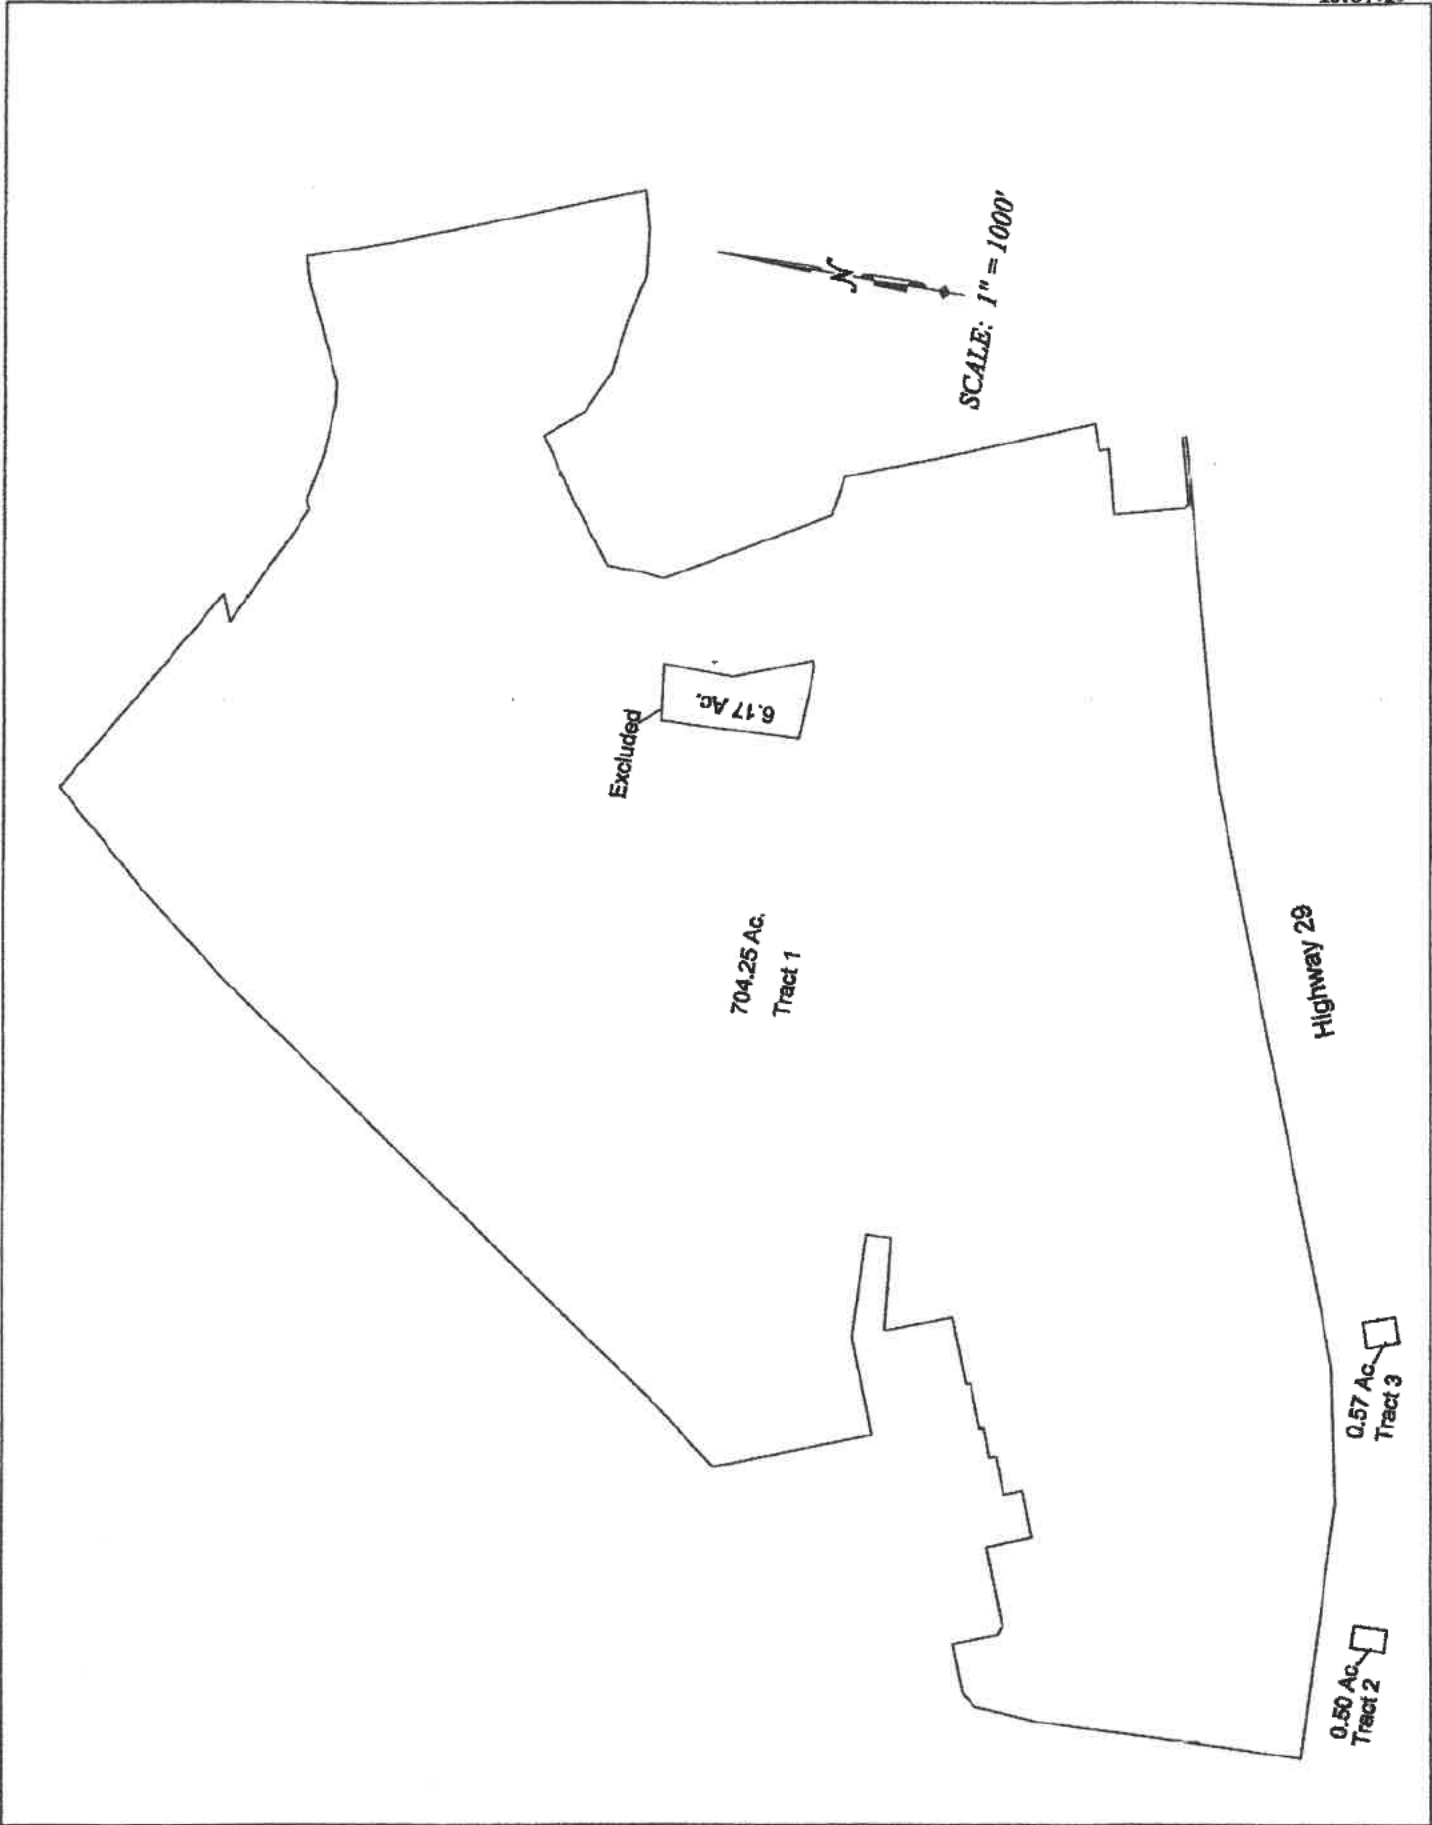 N
SCALE: 1" = 1000'
Excluded
6.17 Ac.
704.25 Ac.
Tract 1
Highway 29
0.57 Ac.
Tract 3
0.50 Ac.
Tract 2